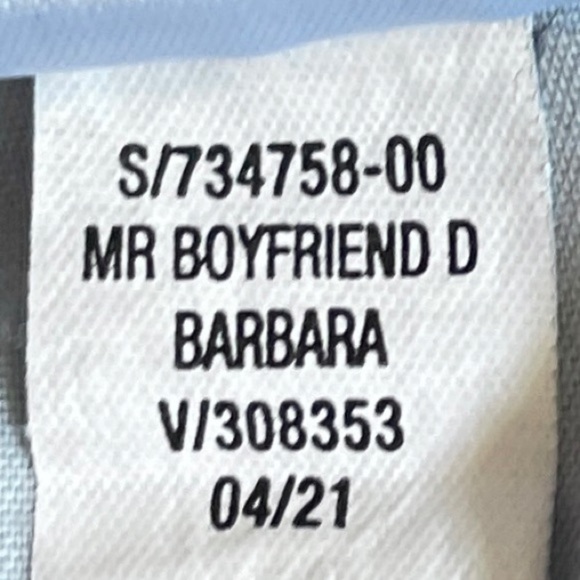 S/734758-00
MR BOYFRIEND D
BARBARA
V/308353
04/21